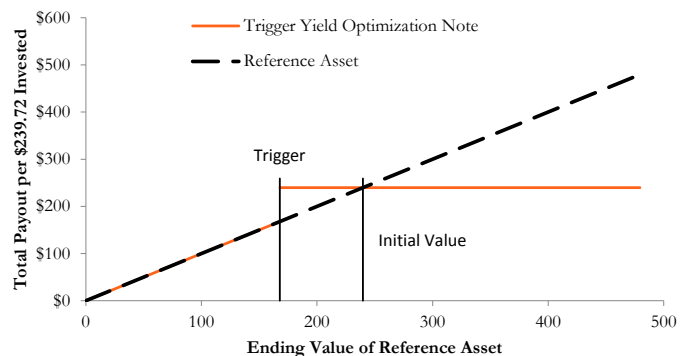 $600
$500
$400
$300
$200
$100
$0
Total Payout per $239.72 Invested
Trigger Yield Optimization Note
Reference Asset
Trigger
Initial Value
0 100 200 300 400 500
Ending Value of Reference Asset